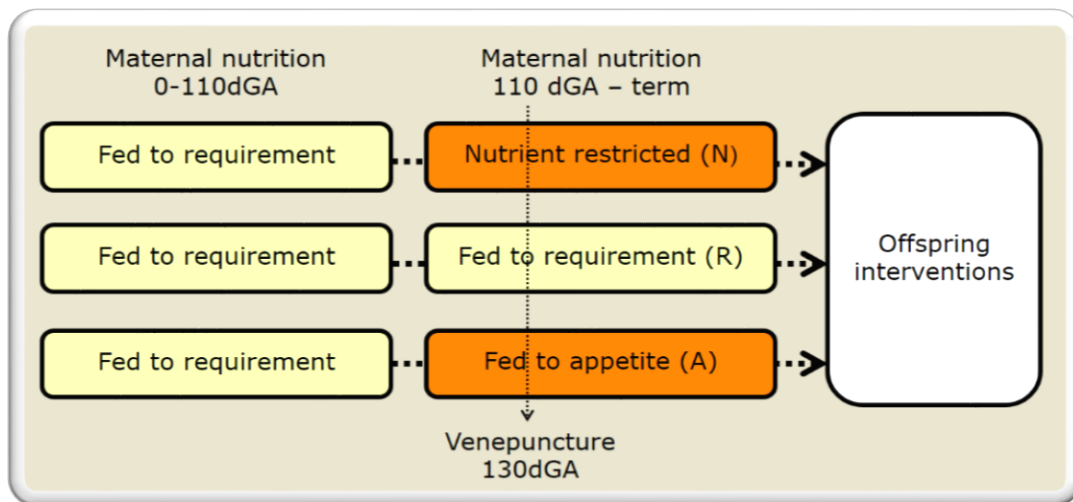 Maternal nutrition
0-110dGA
Maternal nutrition
110 dGA – term
Fed to requirement
Nutrient restricted (N)
Fed to requirement
Fed to requirement (R)
Offspring
interventions
Fed to requirement
Fed to appetite (A)
Venepuncture
130dGA